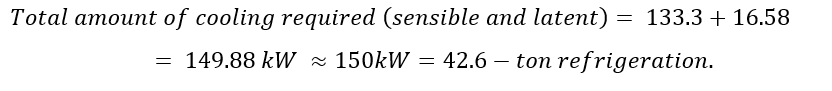 Total amount of cooling required (sensible and latent) = 133.3 + 16.58
= 149.88 kW ≈ 150kW = 42.6 − ton refrigeration.